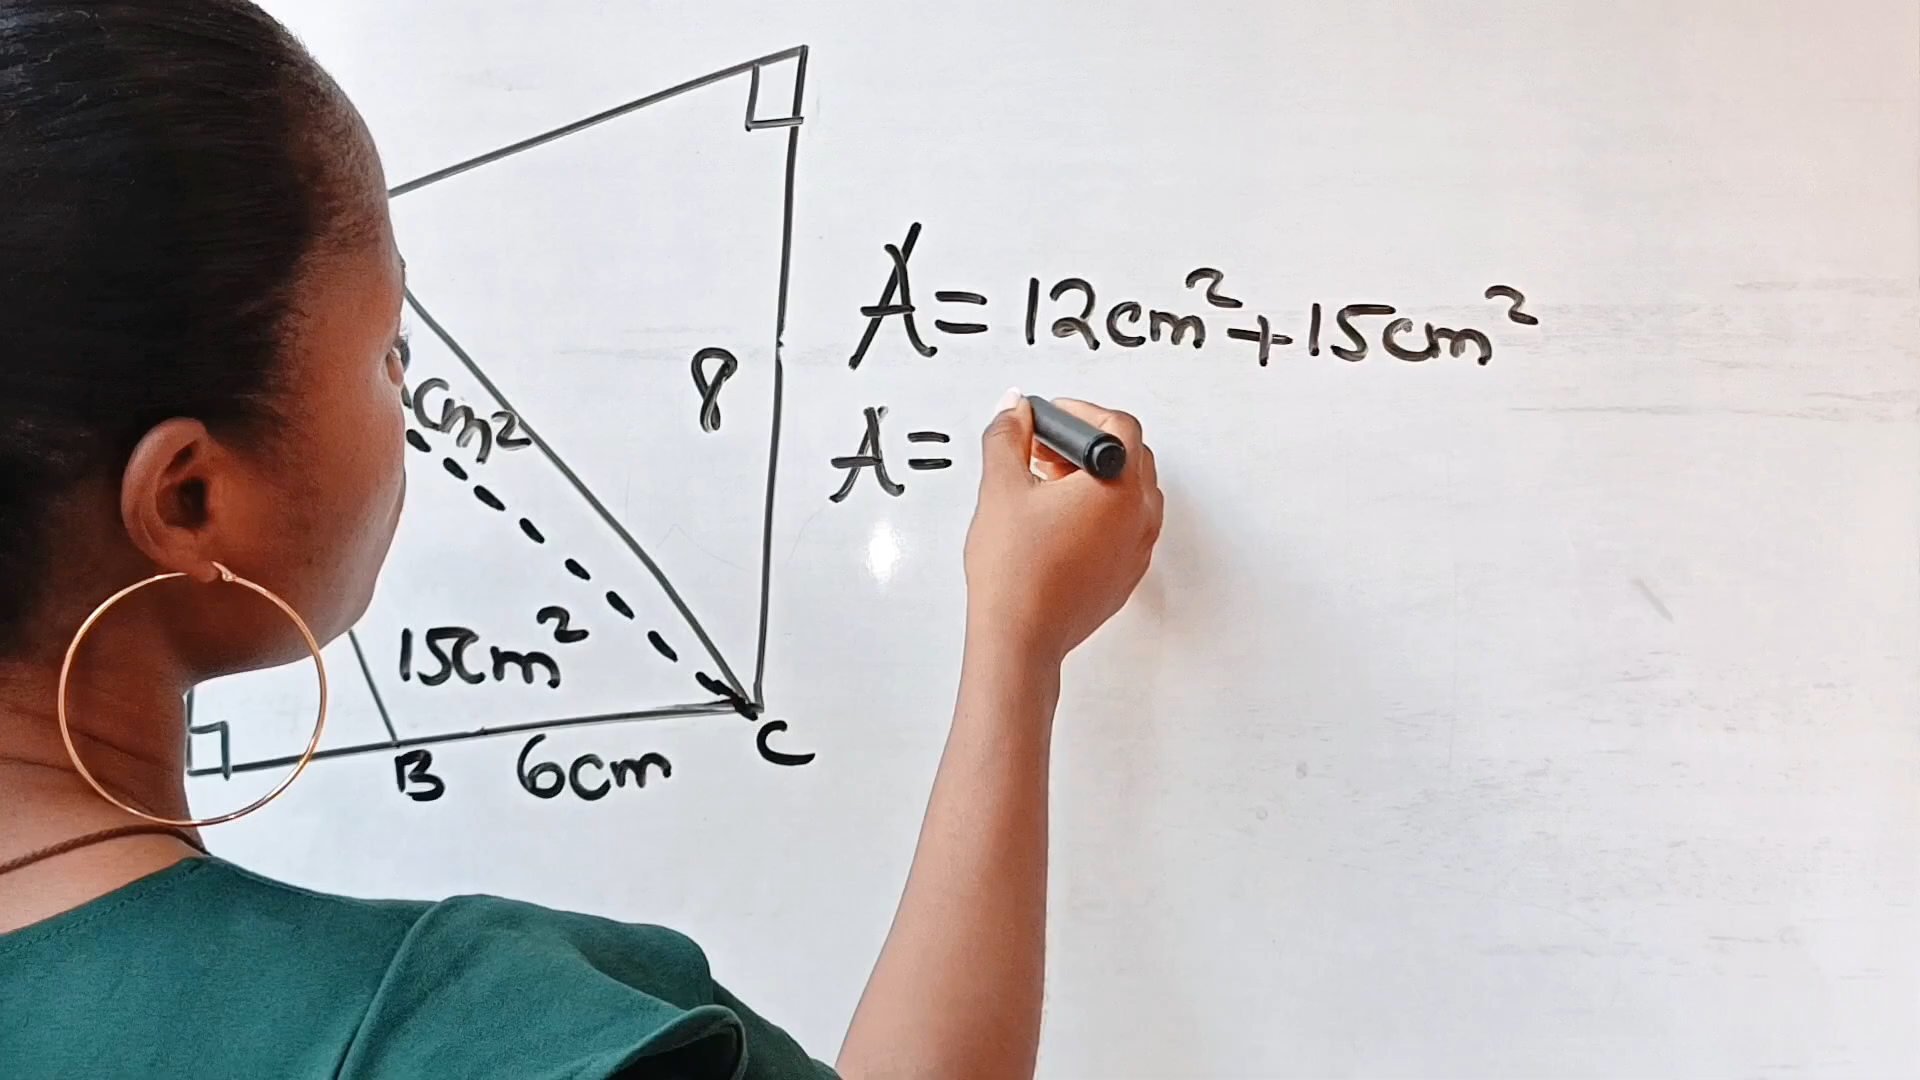 8
A = 12cm²+15cm²
cm²
A =
15cm²
B
6cm
C